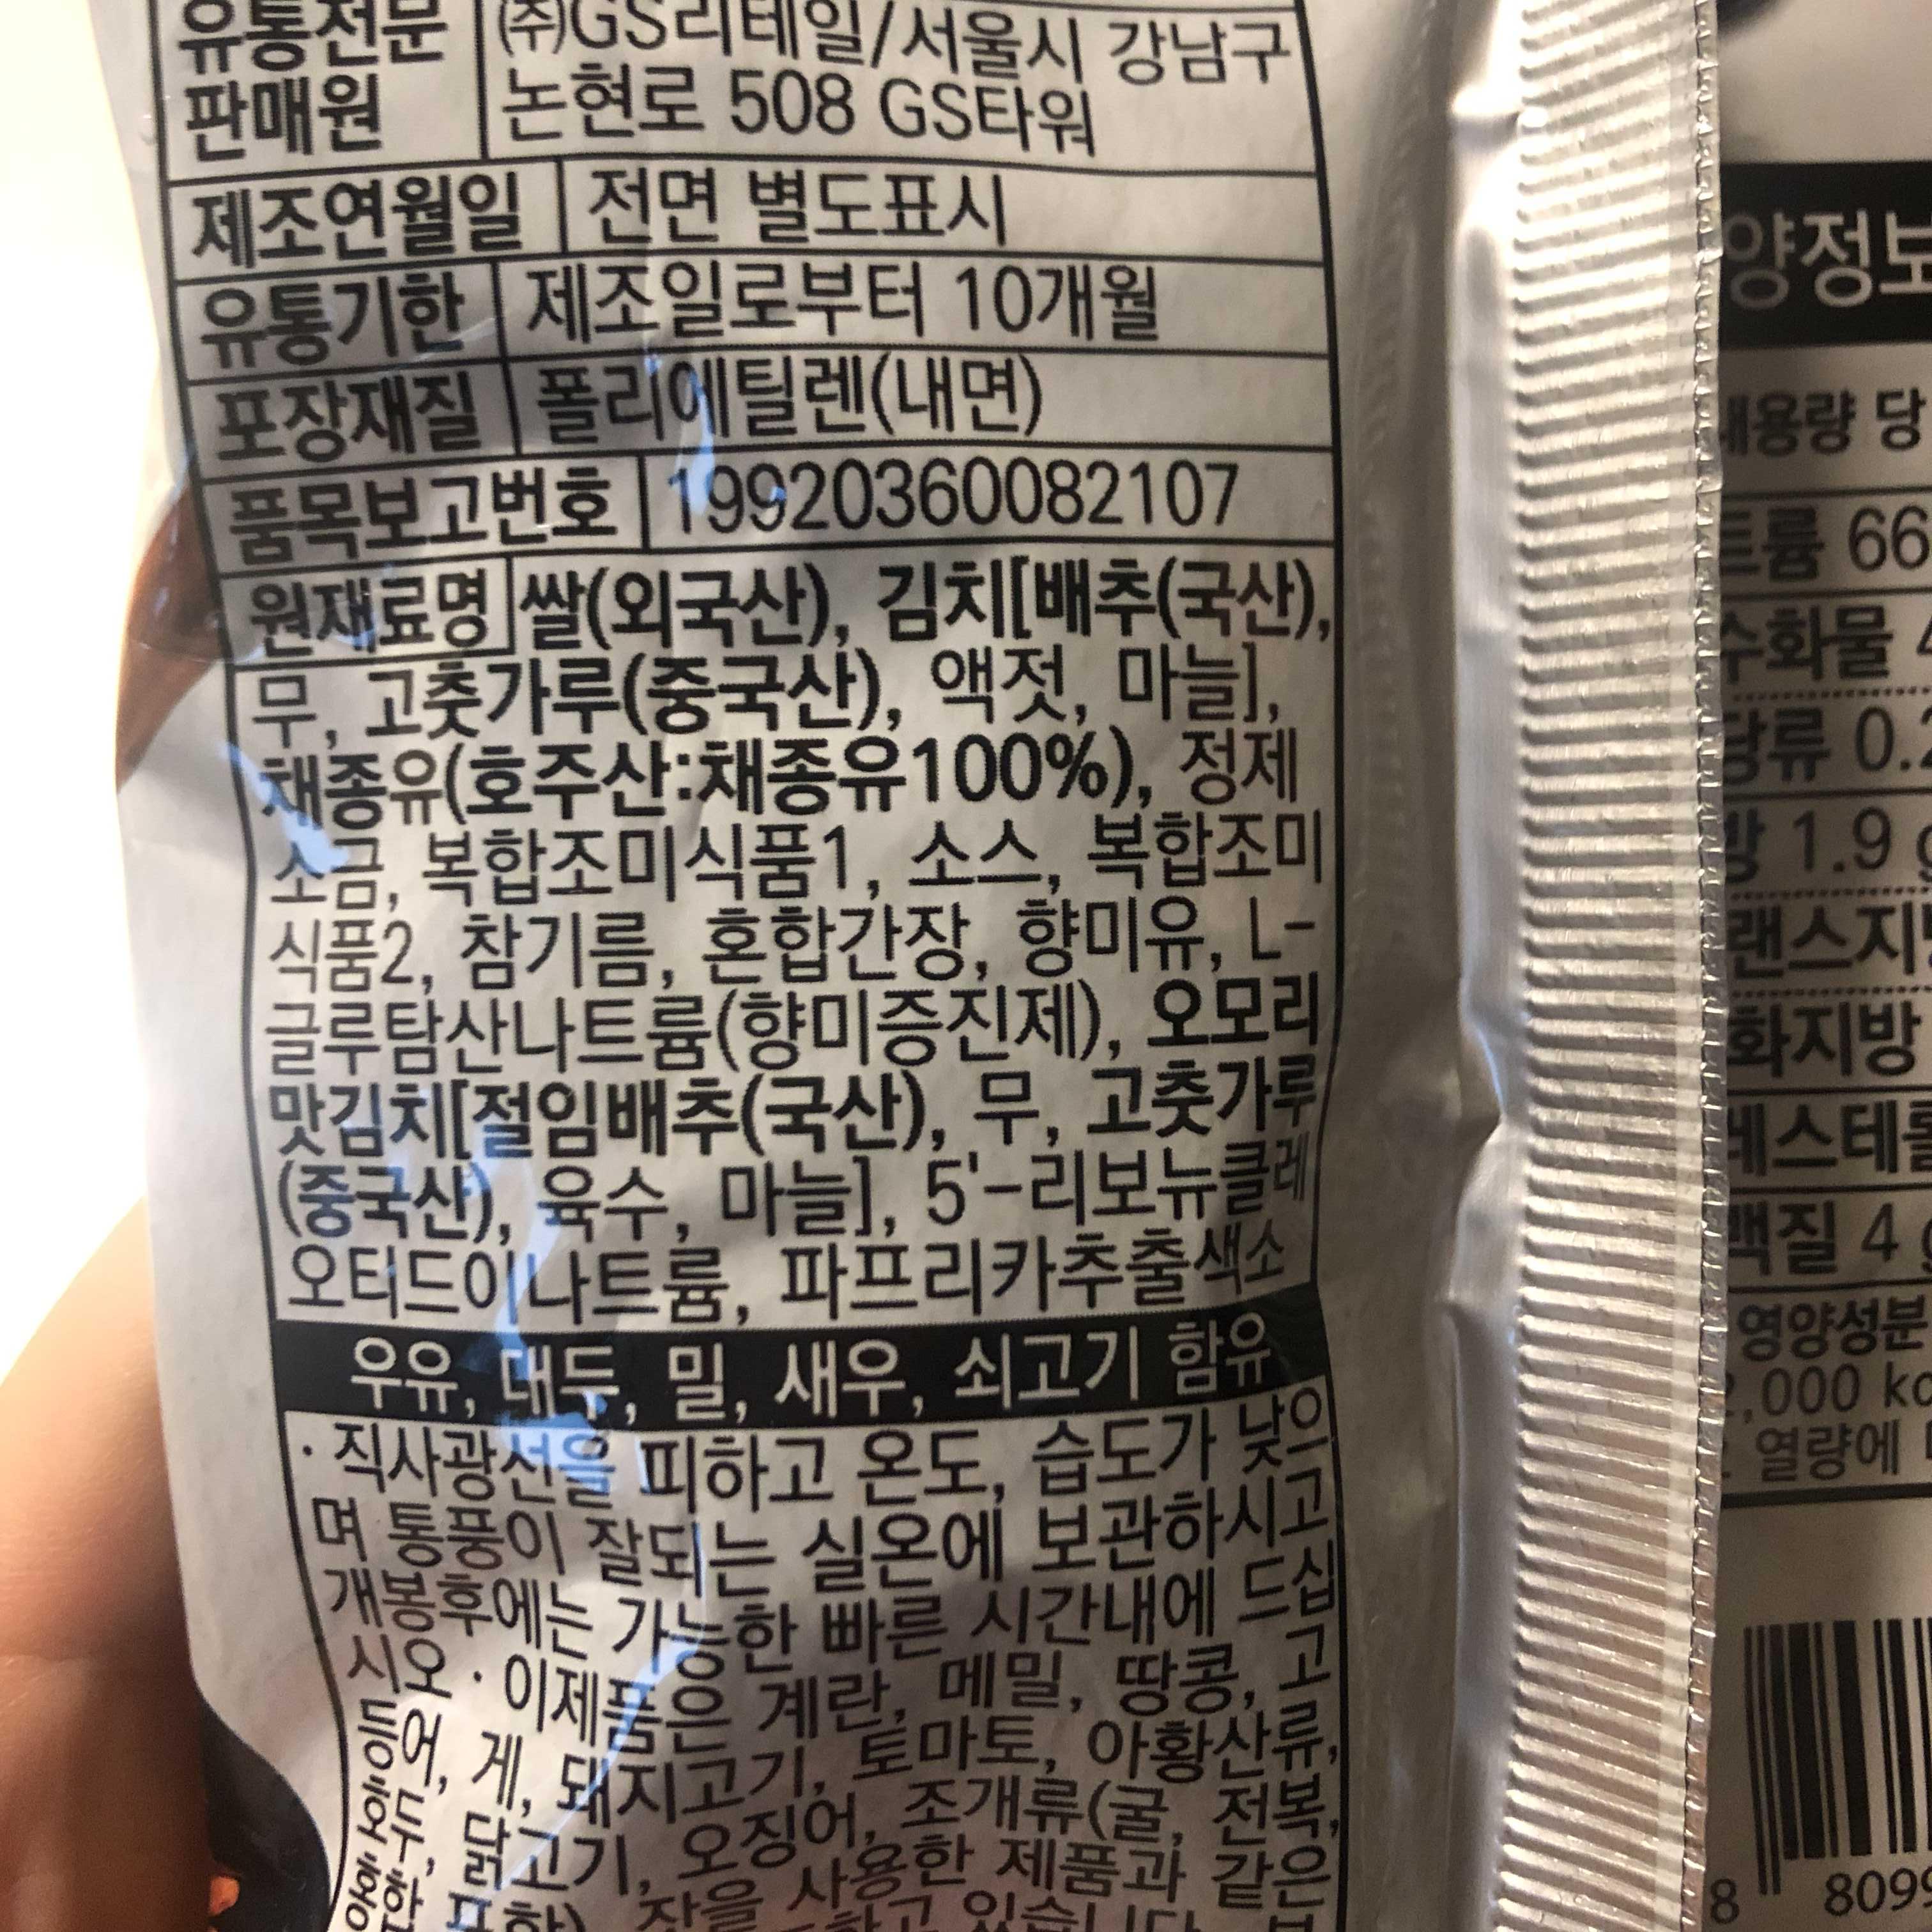 유통전문 (주)GS리테일/서울시 강남구
판매원 논현로 508 GS타워
제조연월일 전면 별도표시
유통기한 제조일로부터 10개월
포장재질 폴리에틸렌(내면)
품목보고번호 19920360082107
원재료명 쌀(외국산), 김치[배추(국산),
무, 고춧가루(중국산), 액젓, 마늘],
채종유(호주산:채종유100%), 정제
소금, 복합조미식품1, 소스, 복합조미
식품2, 참기름, 혼합간장, 향미유, L-
글루탐산나트륨(향미증진제), 오모리
맛김치[절임배추(국산), 무, 고춧가루
(중국산), 육수, 마늘], 5'-리보뉴클레
오티드이나트륨, 파프리카추출색소
우유, 대두, 밀, 새우, 쇠고기 함유
· 직사광선을 피하고 온도, 습도가 낮으
며 통풍이 잘되는 실온에 보관하시고
개봉후에는 가능한 빠른 시간내에 드십
시오 · 이제품은 계란, 메밀, 땅콩, 고
등어, 게, 돼지고기, 토마토, 아황산류,
닭고기, 오징어, 조개류(굴, 전복,
사용한 제품과 같은
양정보
내용량 당
트륨 66
수화물 4
당류 0.2
방 1.9 g
랜스지방
화지방
레스테롤
백질 4 g
영양성분
2,000 kc
열량에
8 809